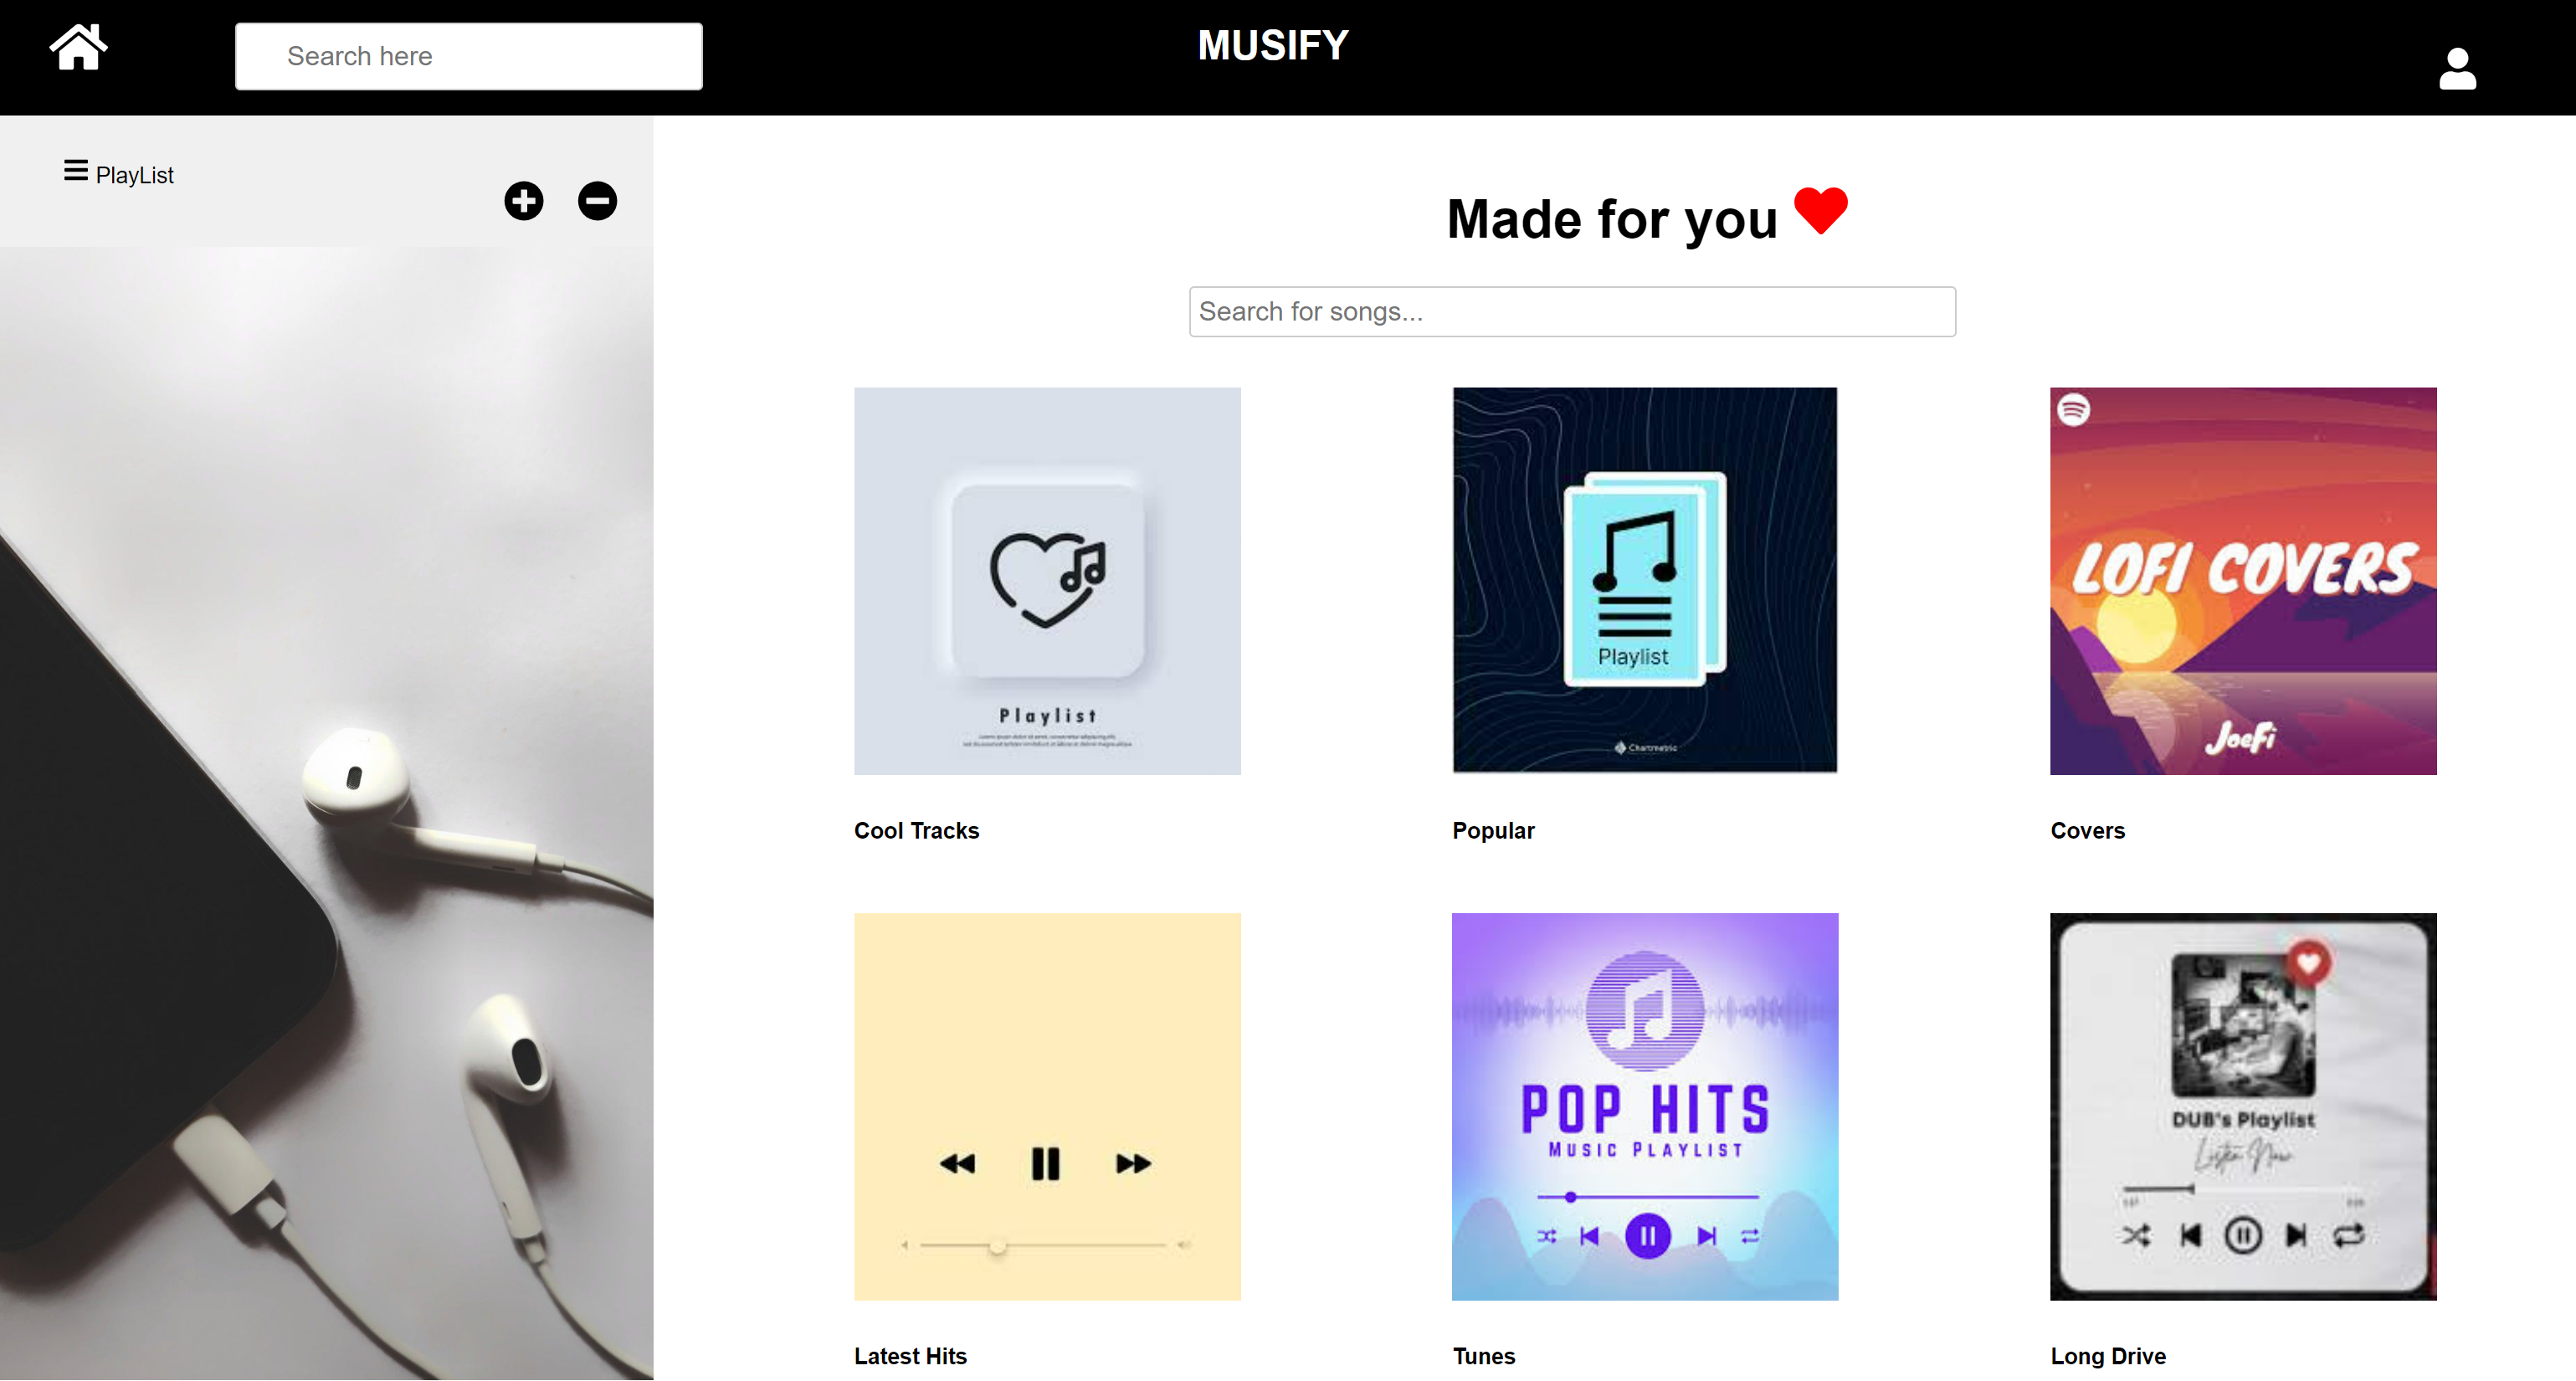 Search here
MUSIFY
PlayList
Made for you
Search for songs...
Playlist
Playlist
Chartmetric
LOFI COVERS
JoeFi
Cool Tracks
Popular
Covers
POP HITS
MUSIC PLAYLIST
DUB's Playlist
Listen Now
Latest Hits
Tunes
Long Drive